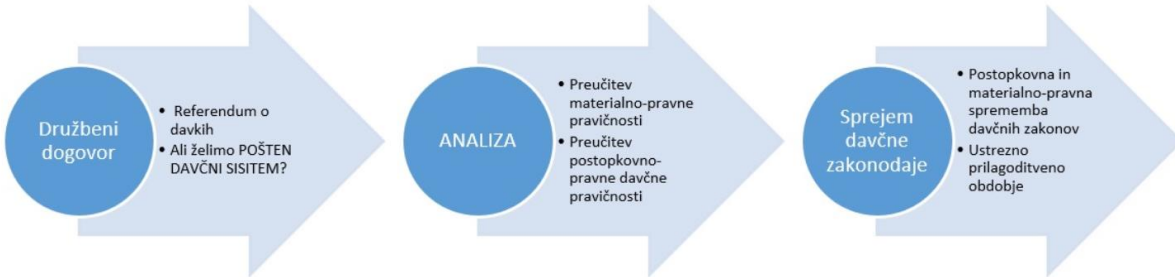 Družbeni
dogovor
• Referendum o
davkih
• Ali želimo POŠTEN
DAVČNI SISITEM?
ANALIZA
• Preučitev
materialno-pravne
pravičnosti
• Preučitev
postopkovno-
pravne davčne
pravičnosti
Sprejem
davčne
zakonodaje
• Postopkovna in
materialno-pravna
sprememba
davčnih zakonov
• Ustrezno
prilagoditveno
obdobje